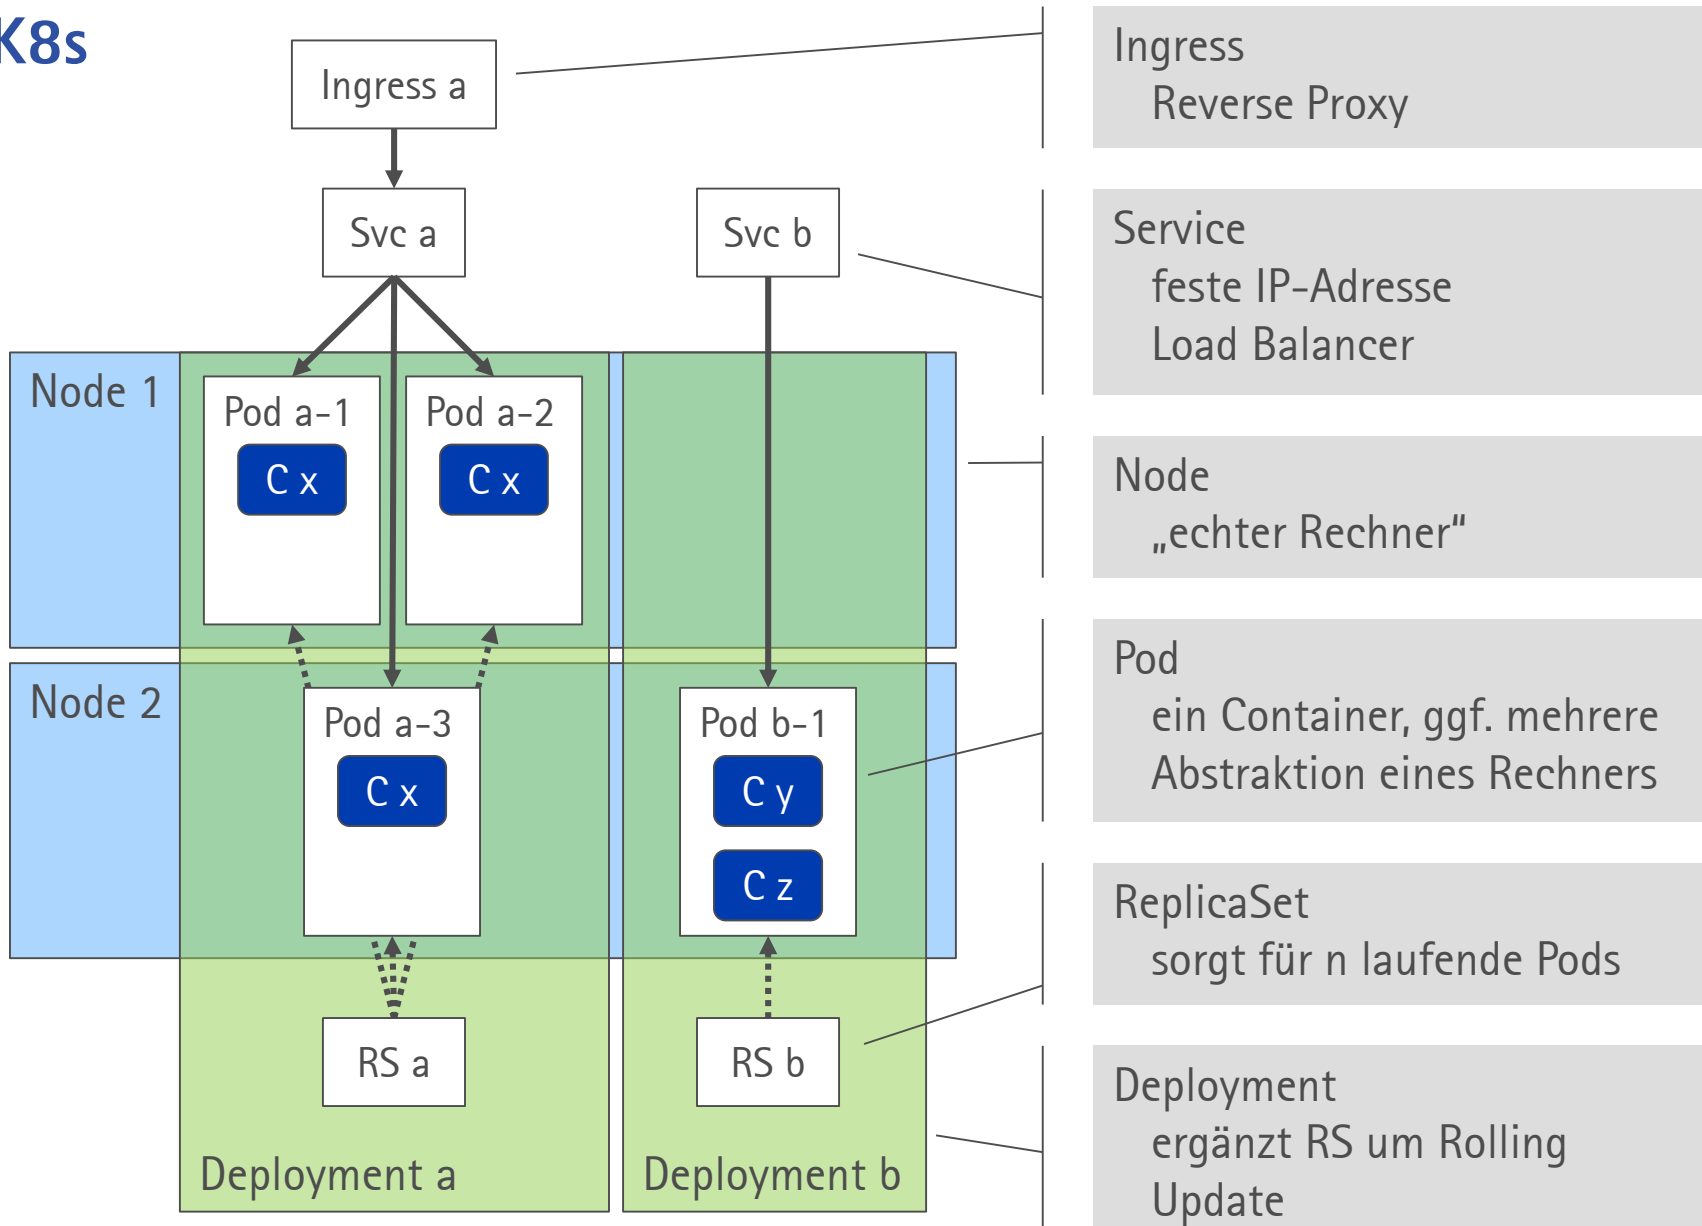 K8s
Ingress a
Svc a
Svc b
Node 1
Pod a-1
C x
Pod a-2
C x
Node 2
Pod a-3
C x
Pod b-1
C y
C z
RS a
RS b
Deployment a
Deployment b
Ingress
Reverse Proxy
Service
feste IP-Adresse
Load Balancer
Node
„echter Rechner“
Pod
ein Container, ggf. mehrere
Abstraktion eines Rechners
ReplicaSet
sorgt für n laufende Pods
Deployment
ergänzt RS um Rolling
Update